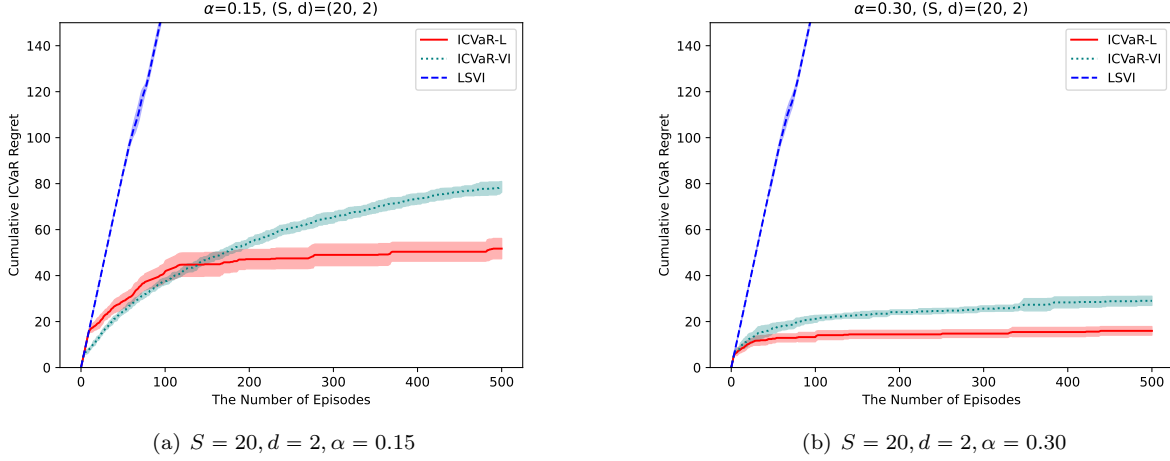 α=0.15, (S, d)=(20, 2)
140
120
100
80
60
40
20
0
Cumulative ICVaR Regret
ICVaR-L
ICVaR-VI
LSVI
0 100 200 300 400 500
The Number of Episodes
(a) S = 20, d = 2, α = 0.15
α=0.30, (S, d)=(20, 2)
140
120
100
80
60
40
20
0
Cumulative ICVaR Regret
ICVaR-L
ICVaR-VI
LSVI
0 100 200 300 400 500
The Number of Episodes
(b) S = 20, d = 2, α = 0.30